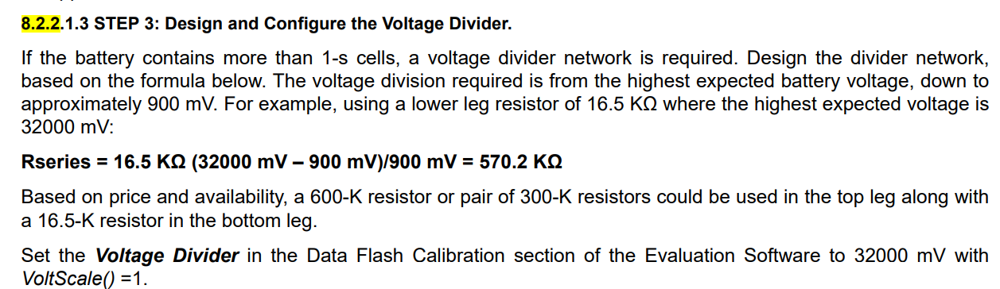 8.2.2.1.3 STEP 3: Design and Configure the Voltage Divider.
If the battery contains more than 1-s cells, a voltage divider network is required. Design the divider network,
based on the formula below. The voltage division required is from the highest expected battery voltage, down to
approximately 900 mV. For example, using a lower leg resistor of 16.5 KΩ where the highest expected voltage is
32000 mV:
Rseries = 16.5 KΩ (32000 mV – 900 mV)/900 mV = 570.2 KΩ
Based on price and availability, a 600-K resistor or pair of 300-K resistors could be used in the top leg along with
a 16.5-K resistor in the bottom leg.
Set the Voltage Divider in the Data Flash Calibration section of the Evaluation Software to 32000 mV with
VoltScale() =1.